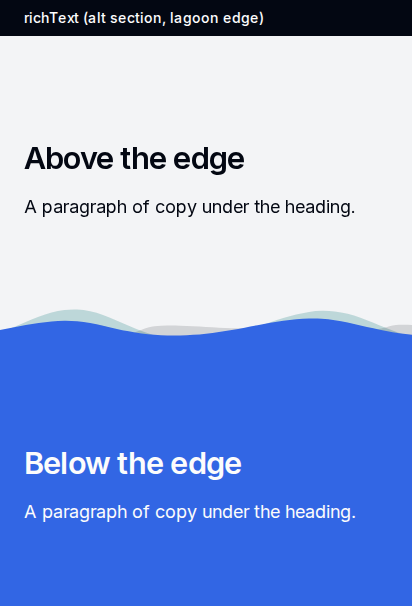 richText (alt section, lagoon edge)
Above the edge
A paragraph of copy under the heading.
Below the edge
A paragraph of copy under the heading.